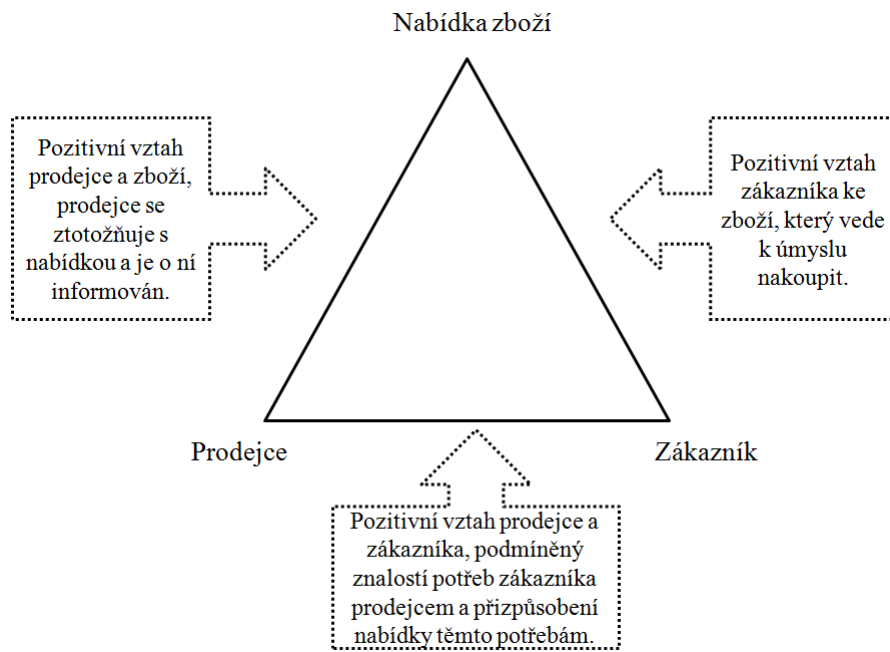 Nabídka zboží
Pozitivní vztah
prodejce a zboží,
prodejce se
ztotožňuje s
nabídkou a je o ní
informován.
Pozitivní vztah
zákazníka ke
zboží, který vede
k úmyslu
nakoupit.
Prodejce
Zákazník
Pozitivní vztah prodejce a
zákazníka, podmíněný
znalostí potřeb zákazníka
prodejcem a přizpůsobení
nabídky těmto potřebám.